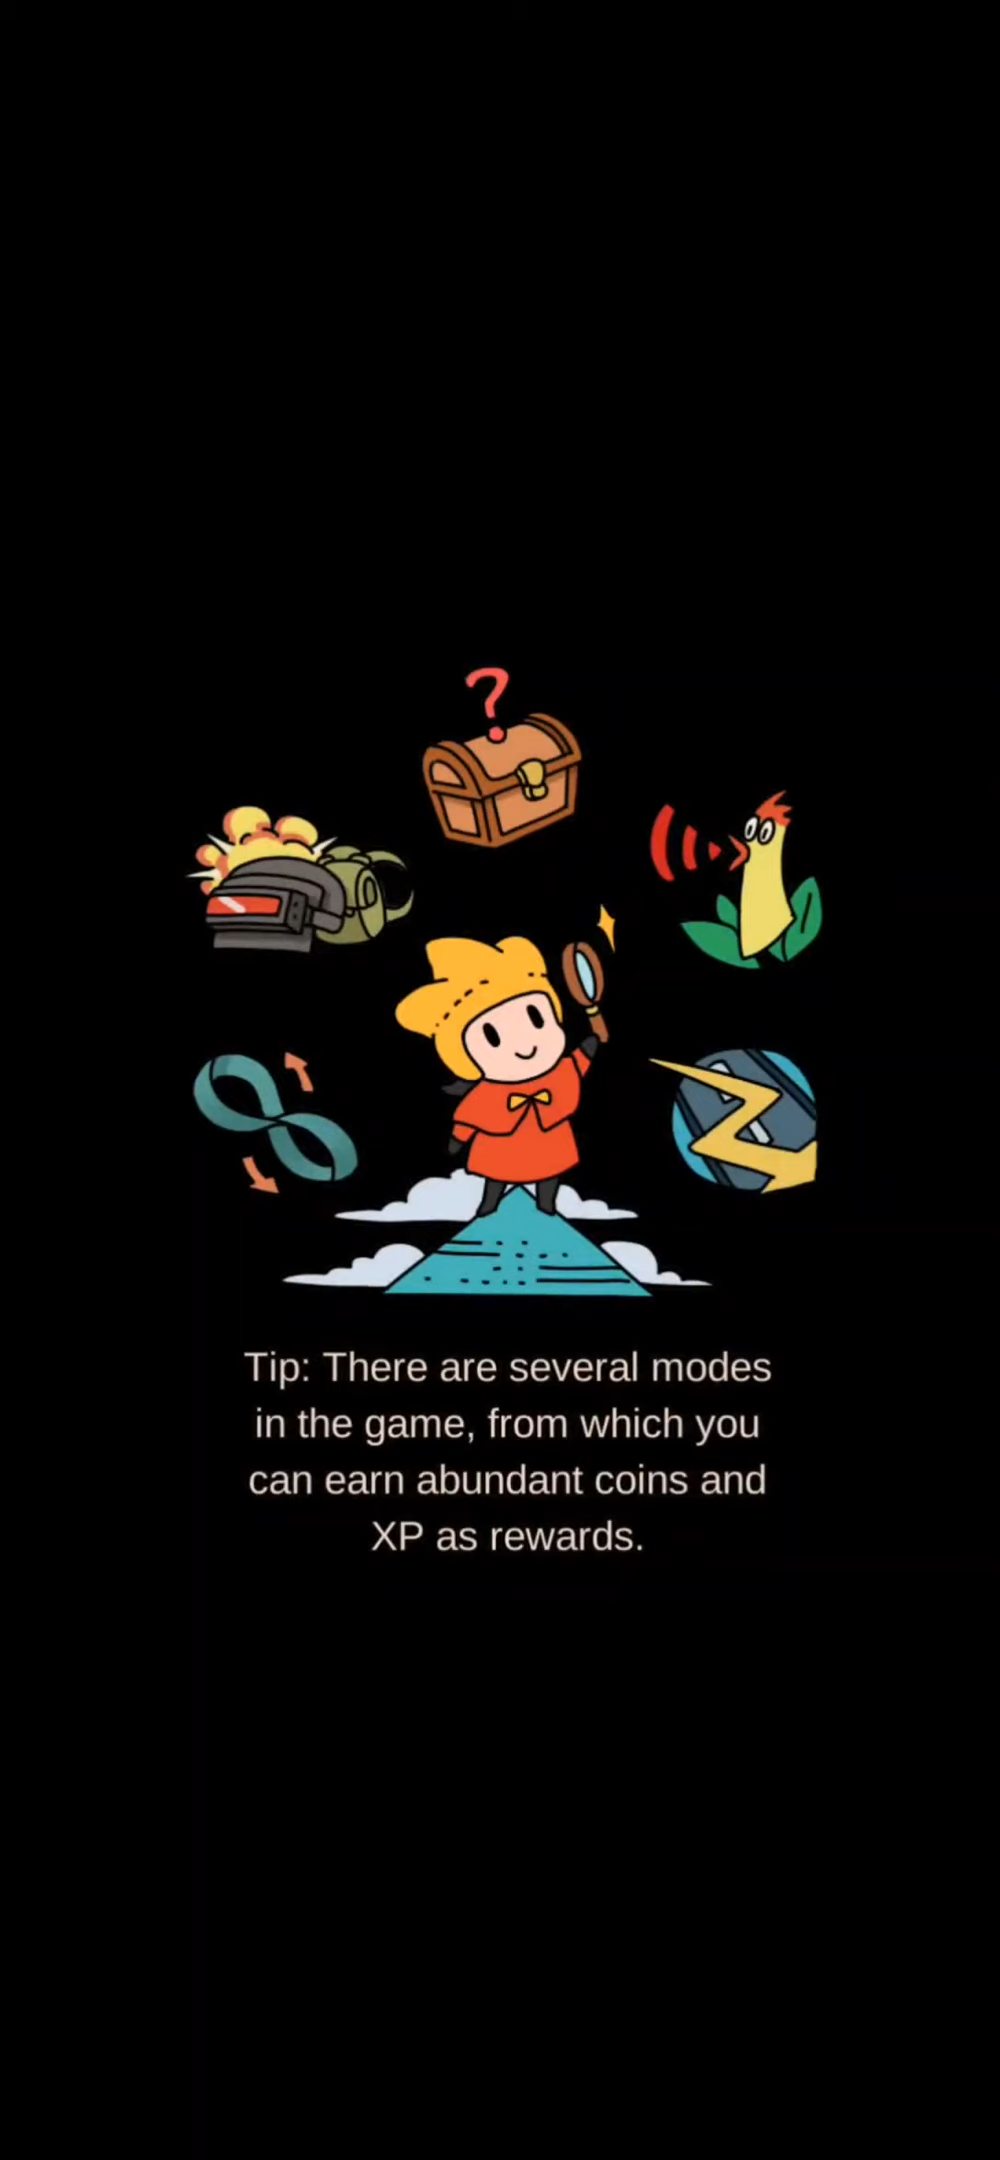 ?
Tip: There are several modes
in the game, from which you
can earn abundant coins and
XP as rewards.